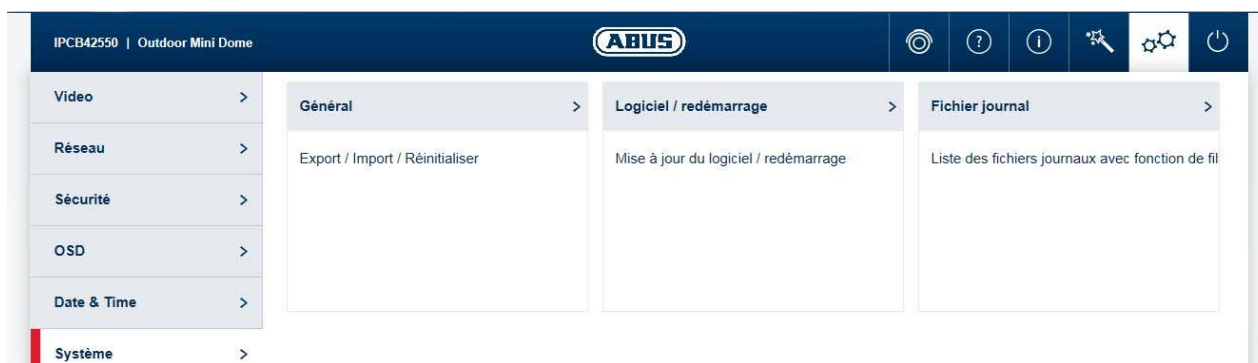 IPCB42550 | Outdoor Mini Dome
ABUS
Video
Réseau
Sécurité
OSD
Date & Time
Système
Général
Export / Import / Réinitialiser
Logiciel / redémarrage
Mise à jour du logiciel / redémarrage
Fichier journal
Liste des fichiers journaux avec fonction de fil